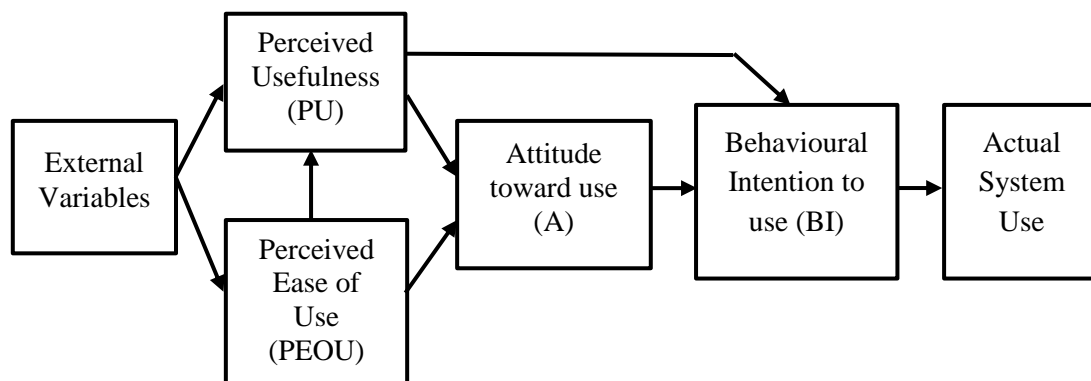 External
Variables
Perceived
Usefulness
(PU)
Perceived
Ease of
Use
(PEOU)
Attitude
toward use
(A)
Behavioural
Intention to
use (BI)
Actual
System
Use